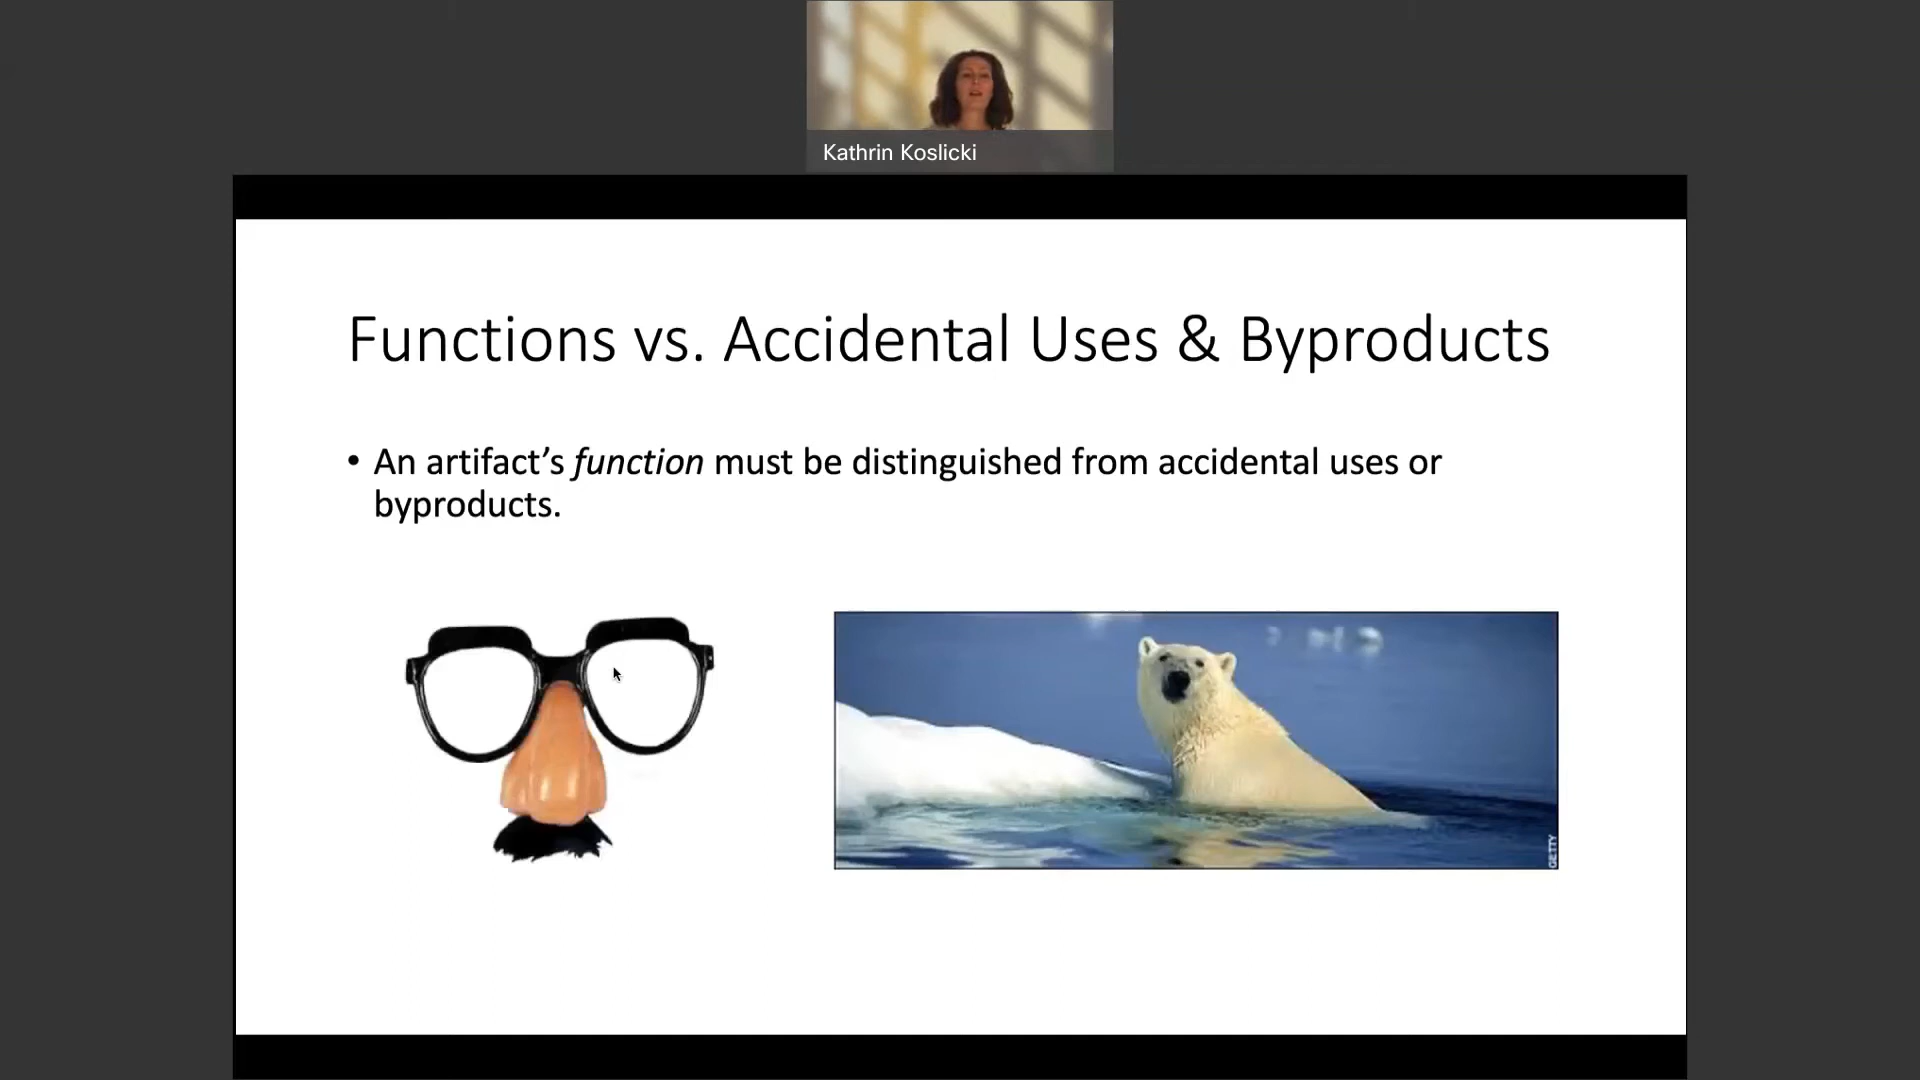 Kathrin Koslicki
Functions vs. Accidental Uses & Byproducts
• An artifact’s function must be distinguished from accidental uses or
byproducts.
GETTY